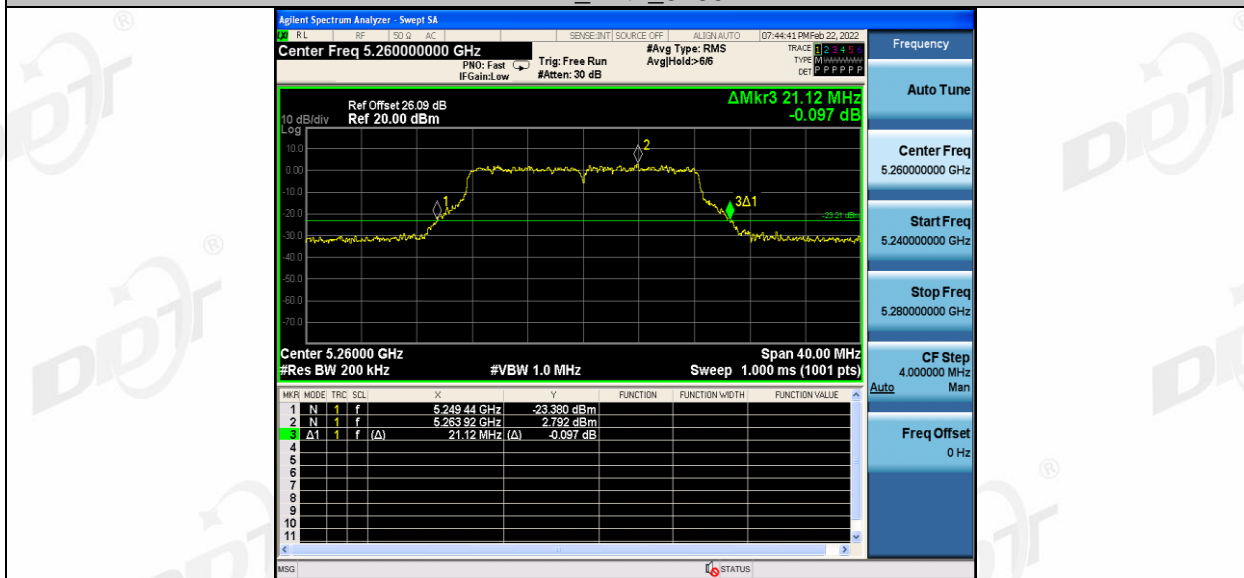 Agilent Spectrum Analyzer - Swept SA
RL RF 50 Ω AC SENSE:INT SOURCE OFF ALIGN AUTO 07:44:41 PM Feb 22, 2022
Center Freq 5.260000000 GHz
#Avg Type: RMS
TRACE 1 2 3 4 5 6
PNO: Fast
Trig: Free Run
Avg|Hold:>6/6
TYPE M
IFGain:Low
#Atten: 30 dB
DET P P P P P P
Frequency
Auto Tune
ΔMkr3 21.12 MHz
Ref Offset 26.09 dB
-0.097 dB
10 dB/div Ref 20.00 dBm
Log
10.0
0.00
-10.0
-20.0
-30.0
-40.0
-50.0
-60.0
-70.0
1
2
3Δ1
-23.21 dBm
Center Freq
5.260000000 GHz
Start Freq
5.240000000 GHz
Stop Freq
5.280000000 GHz
Center 5.26000 GHz Span 40.00 MHz
#Res BW 200 kHz #VBW 1.0 MHz Sweep 1.000 ms (1001 pts)
CF Step
4.000000 MHz
Auto Man
Freq Offset
0 Hz
MKR MODE TRC SCL X Y FUNCTION FUNCTION WIDTH FUNCTION VALUE
1 N 1 f 5.249 44 GHz -23.380 dBm
2 N 1 f 5.263 92 GHz 2.792 dBm
3 Δ1 1 f (Δ) 21.12 MHz (Δ) -0.097 dB
4
5
6
7
8
9
10
11
MSG STATUS
DDT
®
DDT
®
DDT
®